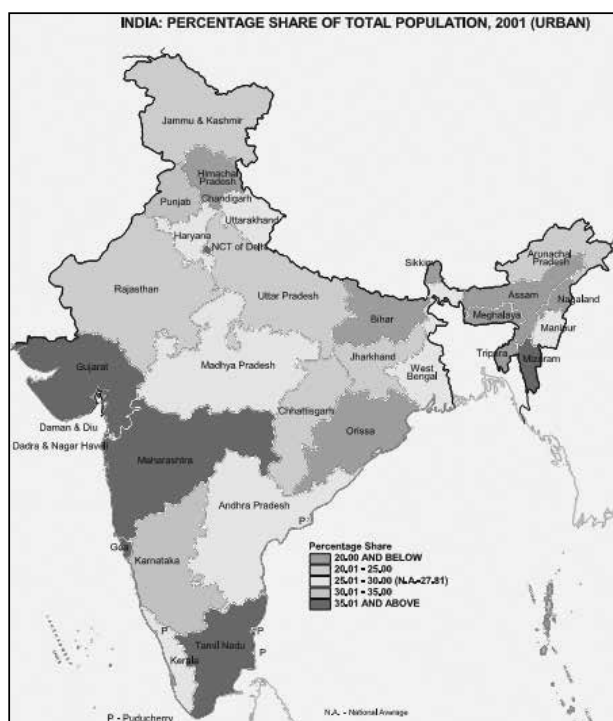 INDIA: PERCENTAGE SHARE OF TOTAL POPULATION, 2001 (URBAN)
Jammu & Kashmir
Himachal
Pradesh
Punjab
Chandigarh
Uttarakhand
Haryana
NCT of Delhi
Arunachal
Pradesh
Sikkim
Rajasthan
Uttar Pradesh
Assam
Nagaland
Bihar
Meghalaya
Manipur
Jharkhand
Tripura
Mizoram
Gujarat
Madhya Pradesh
West
Bengal
Chhattisgarh
Daman & Diu
Orissa
Dadra & Nagar Haveli
Maharashtra
Andhra Pradesh
P
Goa
Karnataka
Percentage Share
20.00 AND BELOW
20.01 - 25.00
25.01 - 30.00 (N.A-27.81)
30.01 - 35.00
35.01 AND ABOVE
P
P
Tamil Nadu
P
Kerala
P - Puducherry
N.A. - National Average